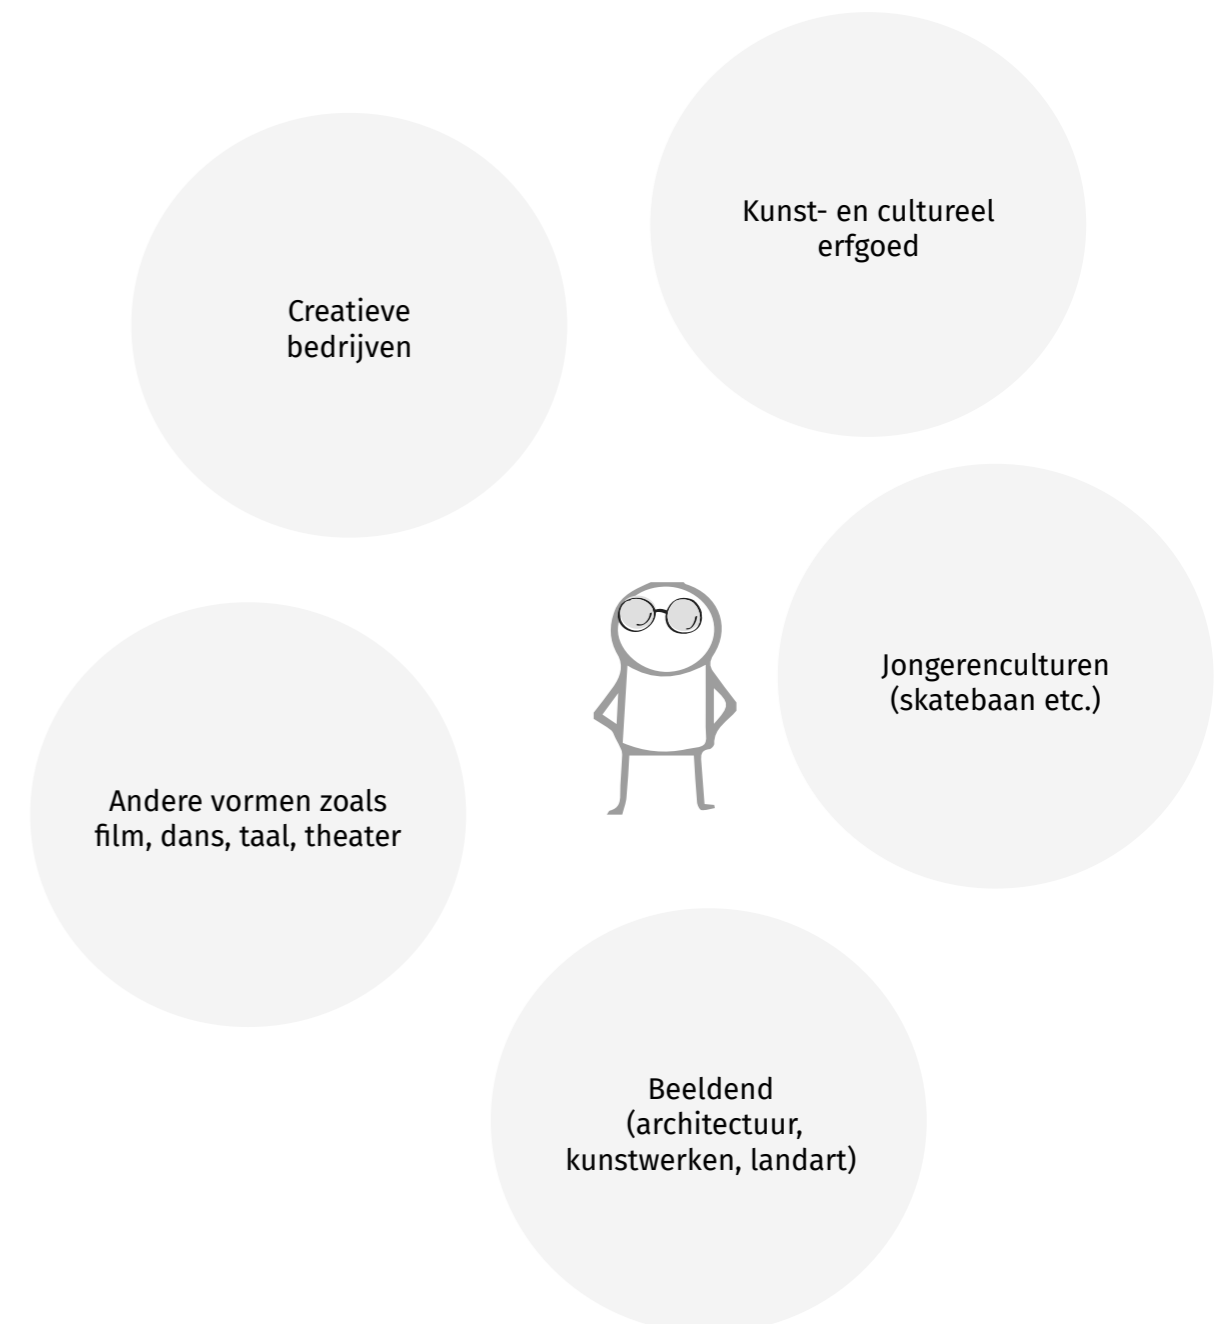 Kunst- en cultureel
erfgoed
Creatieve
bedrijven
Jongerenculturen
(skatebaan etc.)
Andere vormen zoals
film, dans, taal, theater
Beeldend
(architectuur,
kunstwerken, landart)